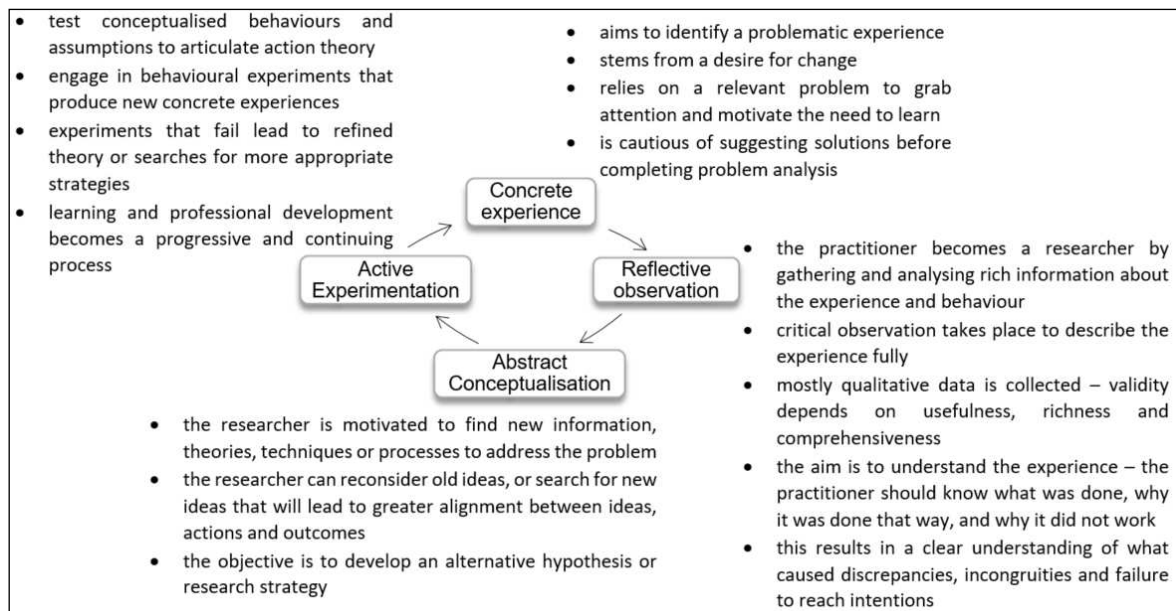 • test conceptualised behaviours and
assumptions to articulate action theory
• engage in behavioural experiments that
produce new concrete experiences
• experiments that fail lead to refined
theory or searches for more appropriate
strategies
• learning and professional development
becomes a progressive and continuing
process
• aims to identify a problematic experience
• stems from a desire for change
• relies on a relevant problem to grab
attention and motivate the need to learn
• is cautious of suggesting solutions before
completing problem analysis
Concrete
experience
Active
Experimentation
Reflective
observation
Abstract
Conceptualisation
• the practitioner becomes a researcher by
gathering and analysing rich information about
the experience and behaviour
• critical observation takes place to describe the
experience fully
• mostly qualitative data is collected – validity
depends on usefulness, richness and
comprehensiveness
• the aim is to understand the experience – the
practitioner should know what was done, why
it was done that way, and why it did not work
• this results in a clear understanding of what
caused discrepancies, incongruities and failure
to reach intentions
• the researcher is motivated to find new information,
theories, techniques or processes to address the problem
• the researcher can reconsider old ideas, or search for new
ideas that will lead to greater alignment between ideas,
actions and outcomes
• the objective is to develop an alternative hypothesis or
research strategy